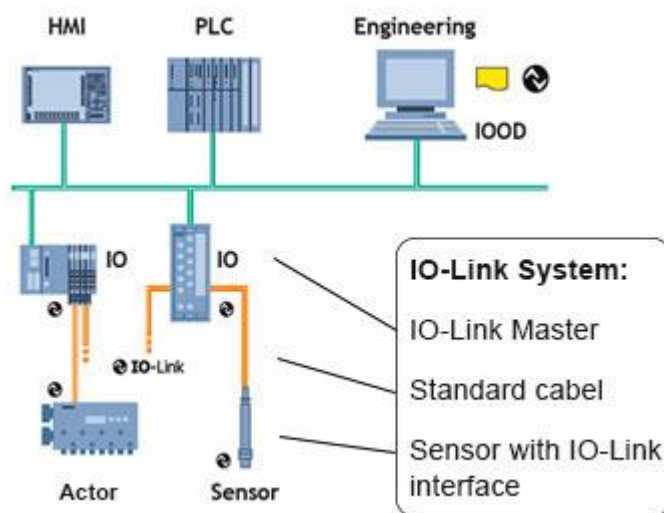 HMI
PLC
Engineering
IOOD
IO
IO
IO-Link
Actor
Sensor
IO-Link System:
IO-Link Master
Standard cabel
Sensor with IO-Link
interface